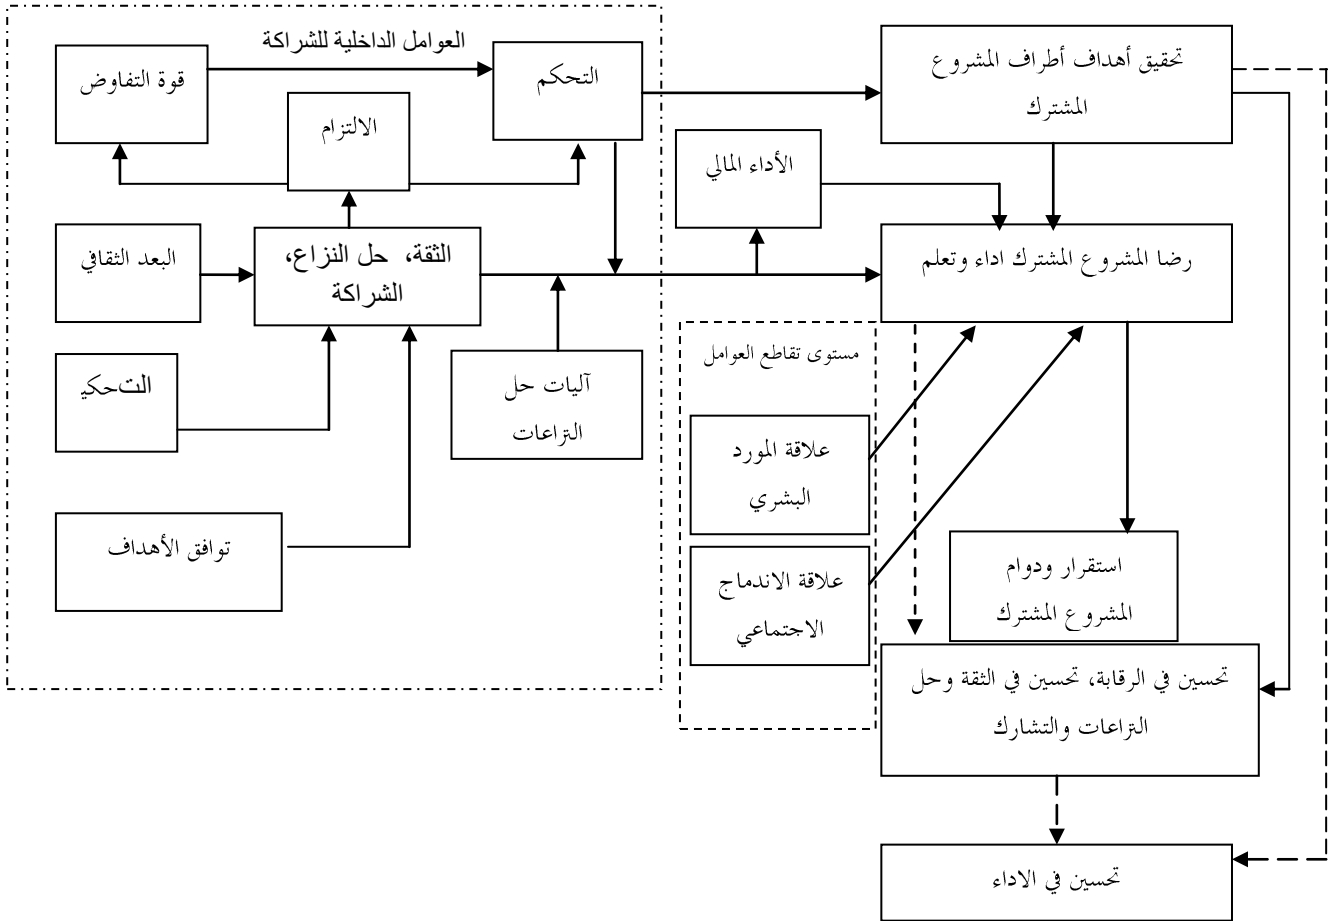 العوامل الداخلية للشراكة
تحقيق أهداف أطراف المشروع
المشترك
التحكم
قوة التفاوض
الالتزام
الأداء المالي
رضا المشروع المشترك اداء وتعلم
البعد الثقافي
الثقة، حل النزاع،
الشراكة
مستوى تقاطع العوامل
التحكي
آليات حل
النزاعات
علاقة المورد
البشري
توافق الأهداف
استقرار ودوام
المشروع المشترك
علاقة الاندماج
الاجتماعي
تحسين في الرقابة، تحسين في الثقة وحل
النزاعات والتشارك
تحسين في الاداء